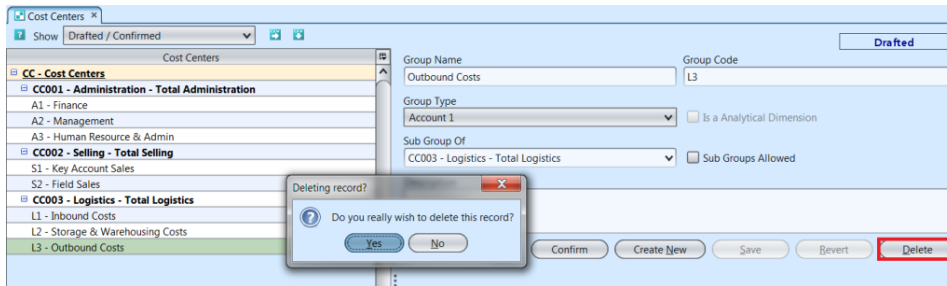 Cost Centers ×
? Show Drafted / Confirmed
Drafted
Cost Centers
CC - Cost Centers
CC001 - Administration - Total Administration
A1 - Finance
A2 - Management
A3 - Human Resource & Admin
CC002 - Selling - Total Selling
S1 - Key Account Sales
S2 - Field Sales
CC003 - Logistics - Total Logistics
L1 - Inbound Costs
L2 - Storage & Warehousing Costs
L3 - Outbound Costs
Group Name Group Code
Outbound Costs L3
Group Type
Account 1 Is a Analytical Dimension
Sub Group Of
CC003 - Logistics - Total Logistics Sub Groups Allowed
Deleting record? X
? Do you really wish to delete this record?
Yes No
Confirm Create New Save Revert Delete